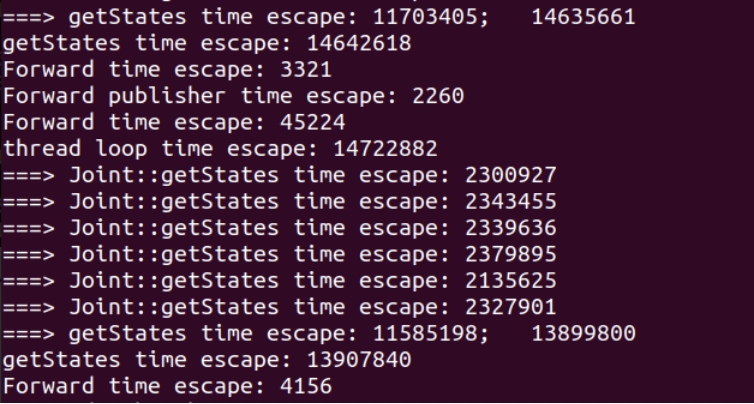 ===> getStates time escape: 11703405;   14635661
getStates time escape: 14642618
Forward time escape: 3321
Forward publisher time escape: 2260
Forward time escape: 45224
thread loop time escape: 14722882
===> Joint::getStates time escape: 2300927
===> Joint::getStates time escape: 2343455
===> Joint::getStates time escape: 2339636
===> Joint::getStates time escape: 2379895
===> Joint::getStates time escape: 2135625
===> Joint::getStates time escape: 2327901
===> getStates time escape: 11585198;   13899800
getStates time escape: 13907840
Forward time escape: 4156